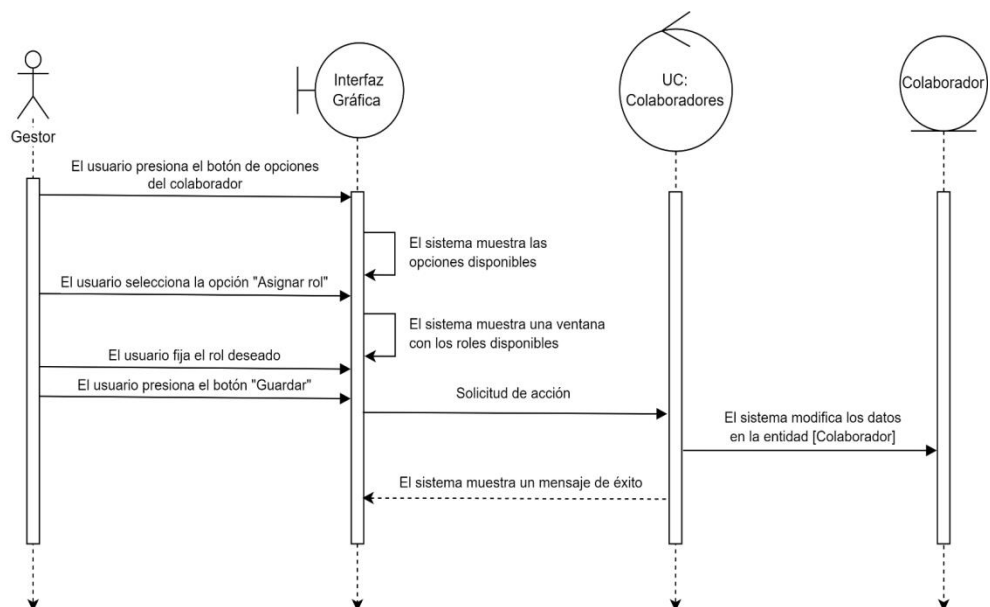 Interfaz
Gráfica
UC:
Colaboradores
Colaborador
Gestor
El usuario presiona el botón de opciones
del colaborador
El sistema muestra las
opciones disponibles
El usuario selecciona la opción "Asignar rol"
El sistema muestra una ventana
con los roles disponibles
El usuario fija el rol deseado
El usuario presiona el botón "Guardar"
Solicitud de acción
El sistema modifica los datos
en la entidad [Colaborador]
El sistema muestra un mensaje de éxito